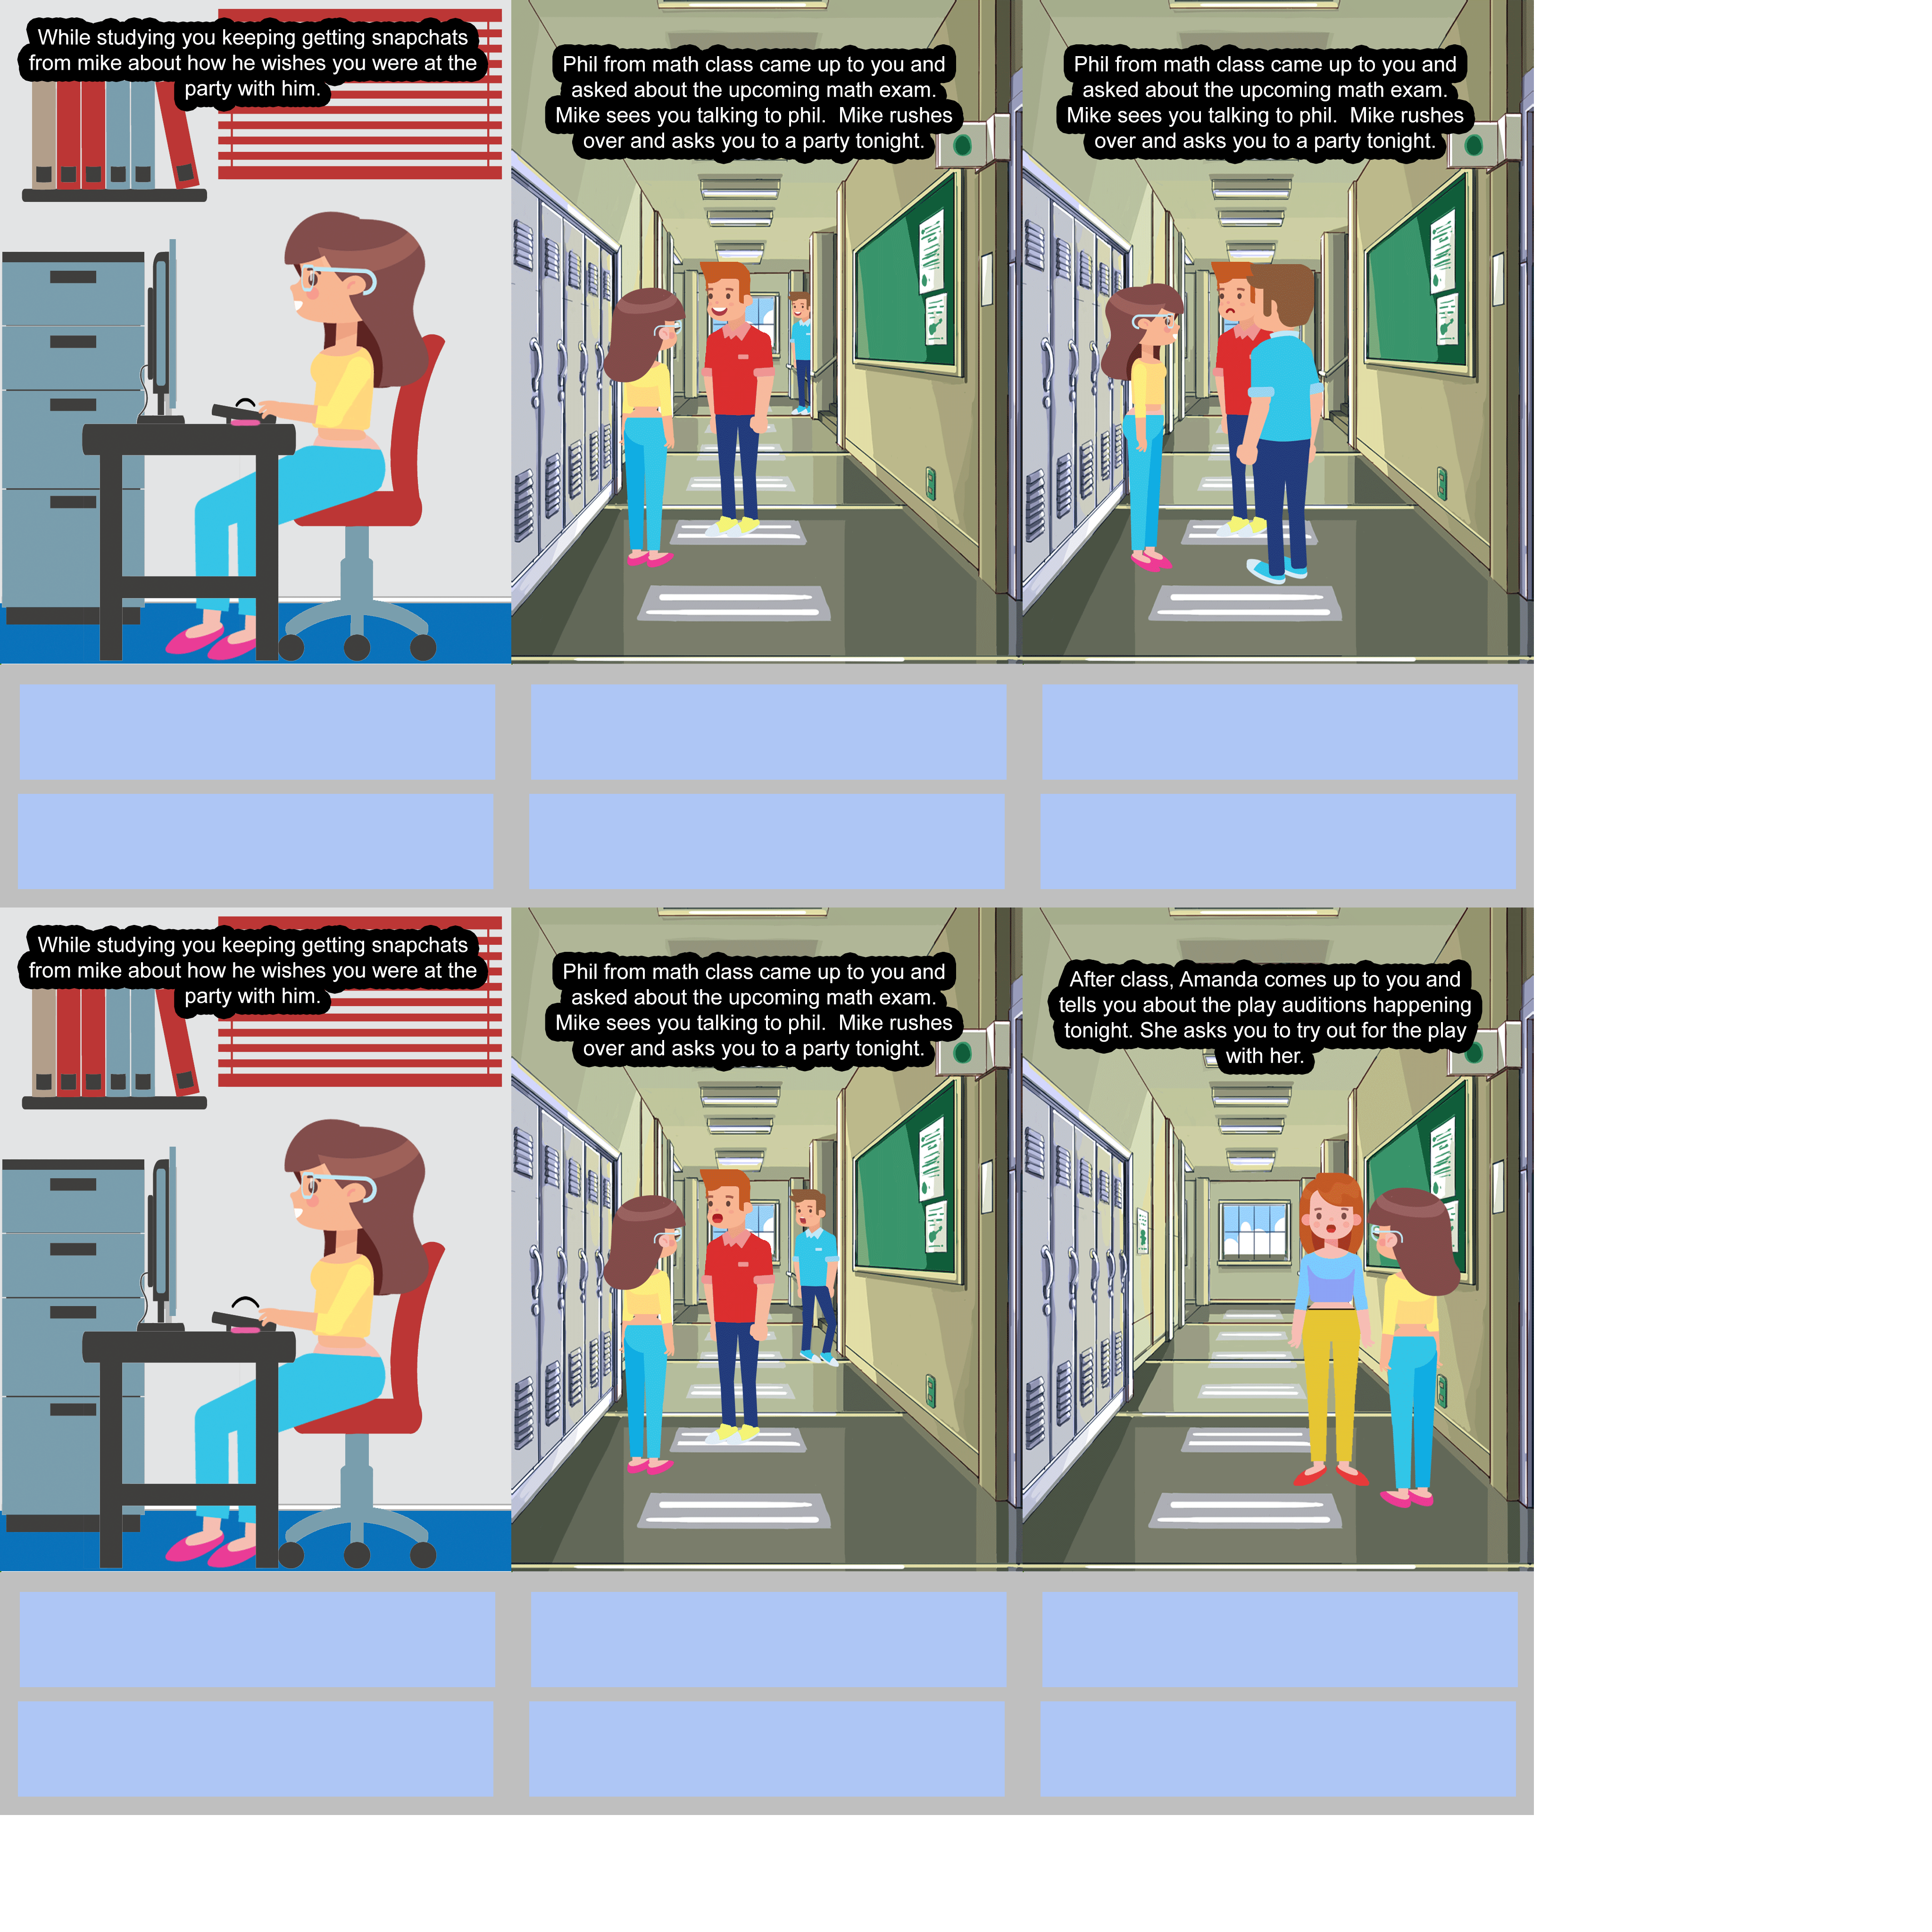 While studying you keeping getting snapchats
from mike about how he wishes you were at the
party with him.
Phil from math class came up to you and
asked about the upcoming math exam.
Mike sees you talking to phil.  Mike rushes
over and asks you to a party tonight.
Phil from math class came up to you and
asked about the upcoming math exam.
Mike sees you talking to phil.  Mike rushes
over and asks you to a party tonight.
While studying you keeping getting snapchats
from mike about how he wishes you were at the
party with him.
Phil from math class came up to you and
asked about the upcoming math exam.
Mike sees you talking to phil.  Mike rushes
over and asks you to a party tonight.
After class, Amanda comes up to you and
tells you about the play auditions happening
tonight. She asks you to try out for the play
with her.